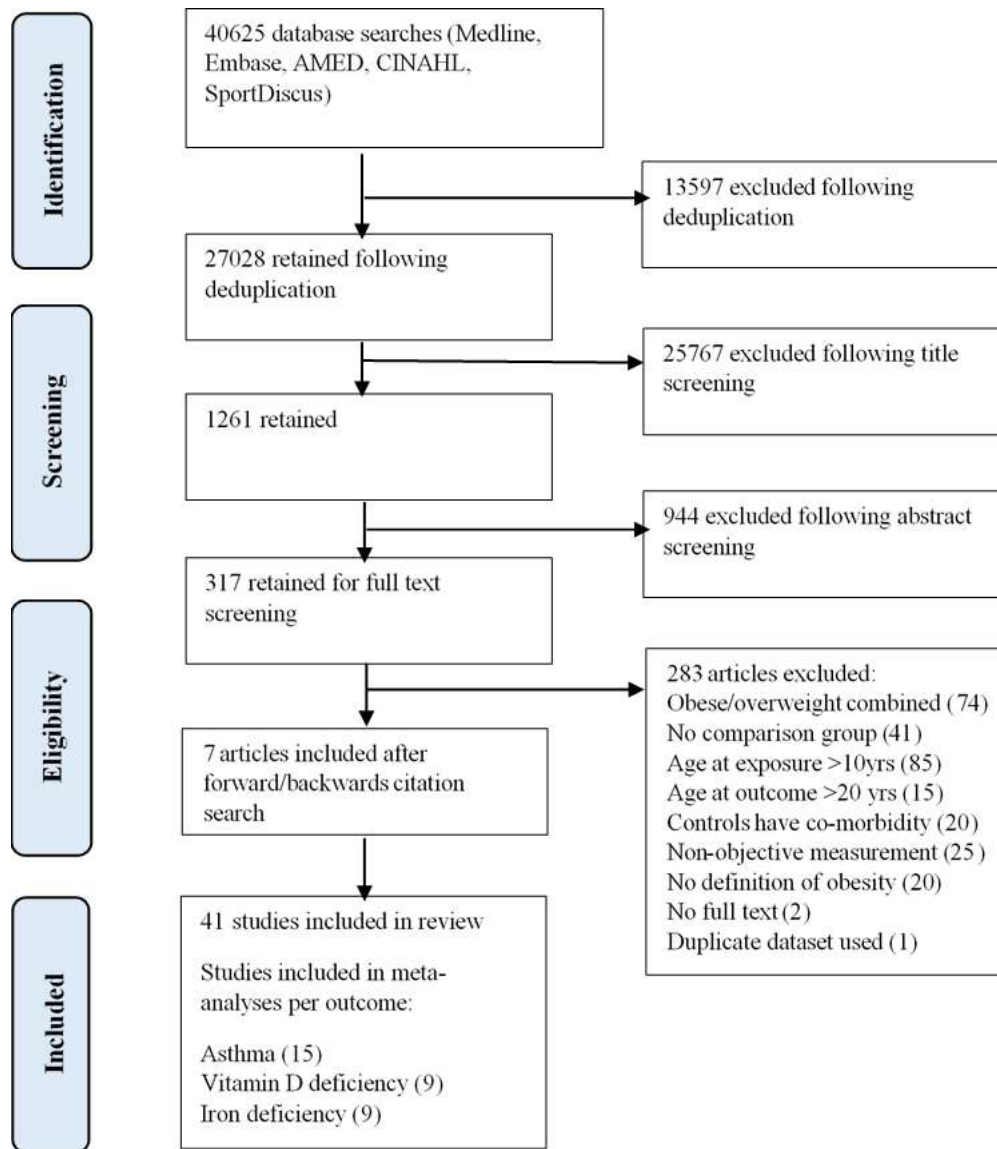 Identification
40625 database searches (Medline,
Embase, AMED, CINAHL,
SportDiscus)
13597 excluded following
deduplication
27028 retained following
deduplication
Screening
25767 excluded following title
screening
1261 retained
944 excluded following abstract
screening
317 retained for full text
screening
Eligibility
283 articles excluded:
Obese/overweight combined (74)
No comparison group (41)
Age at exposure >10yrs (85)
Age at outcome >20 yrs (15)
Controls have co-morbidity (20)
Non-objective measurement (25)
No definition of obesity (20)
No full text (2)
Duplicate dataset used (1)
7 articles included after
forward/backwards citation
search
Included
41 studies included in review
Studies included in meta-
analyses per outcome:
Asthma (15)
Vitamin D deficiency (9)
Iron deficiency (9)